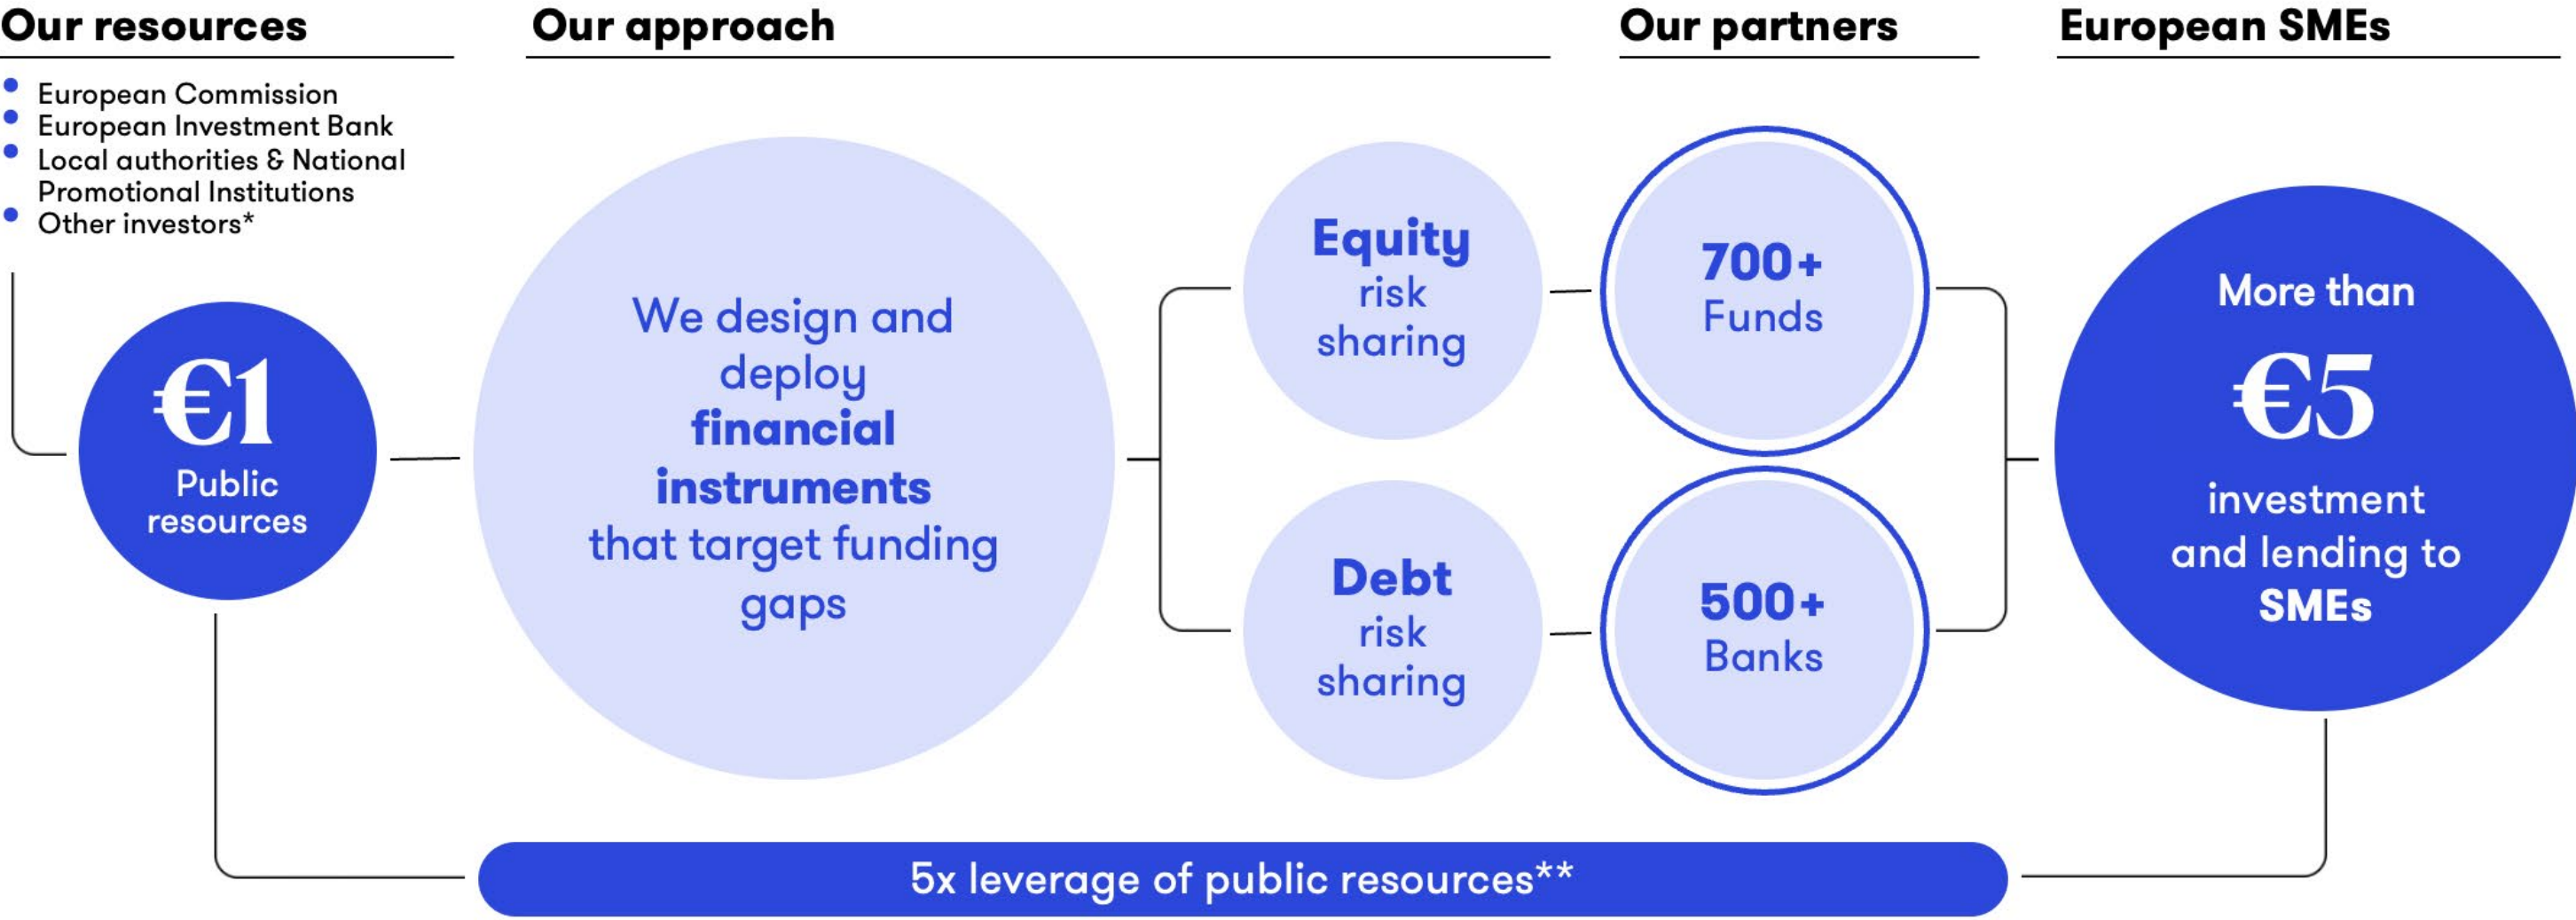 Our resources
European Commission
European Investment Bank
Local authorities & National
Promotional Institutions
Other investors*
€1
Public
resources
Our approach
We design and
deploy
financial
instruments
that target funding
gaps
Equity
risk
sharing
Debt
risk
sharing
Our partners
700+
Funds
500+
Banks
European SMEs
More than
€5
investment
and lending to
SMEs
5x leverage of public resources**